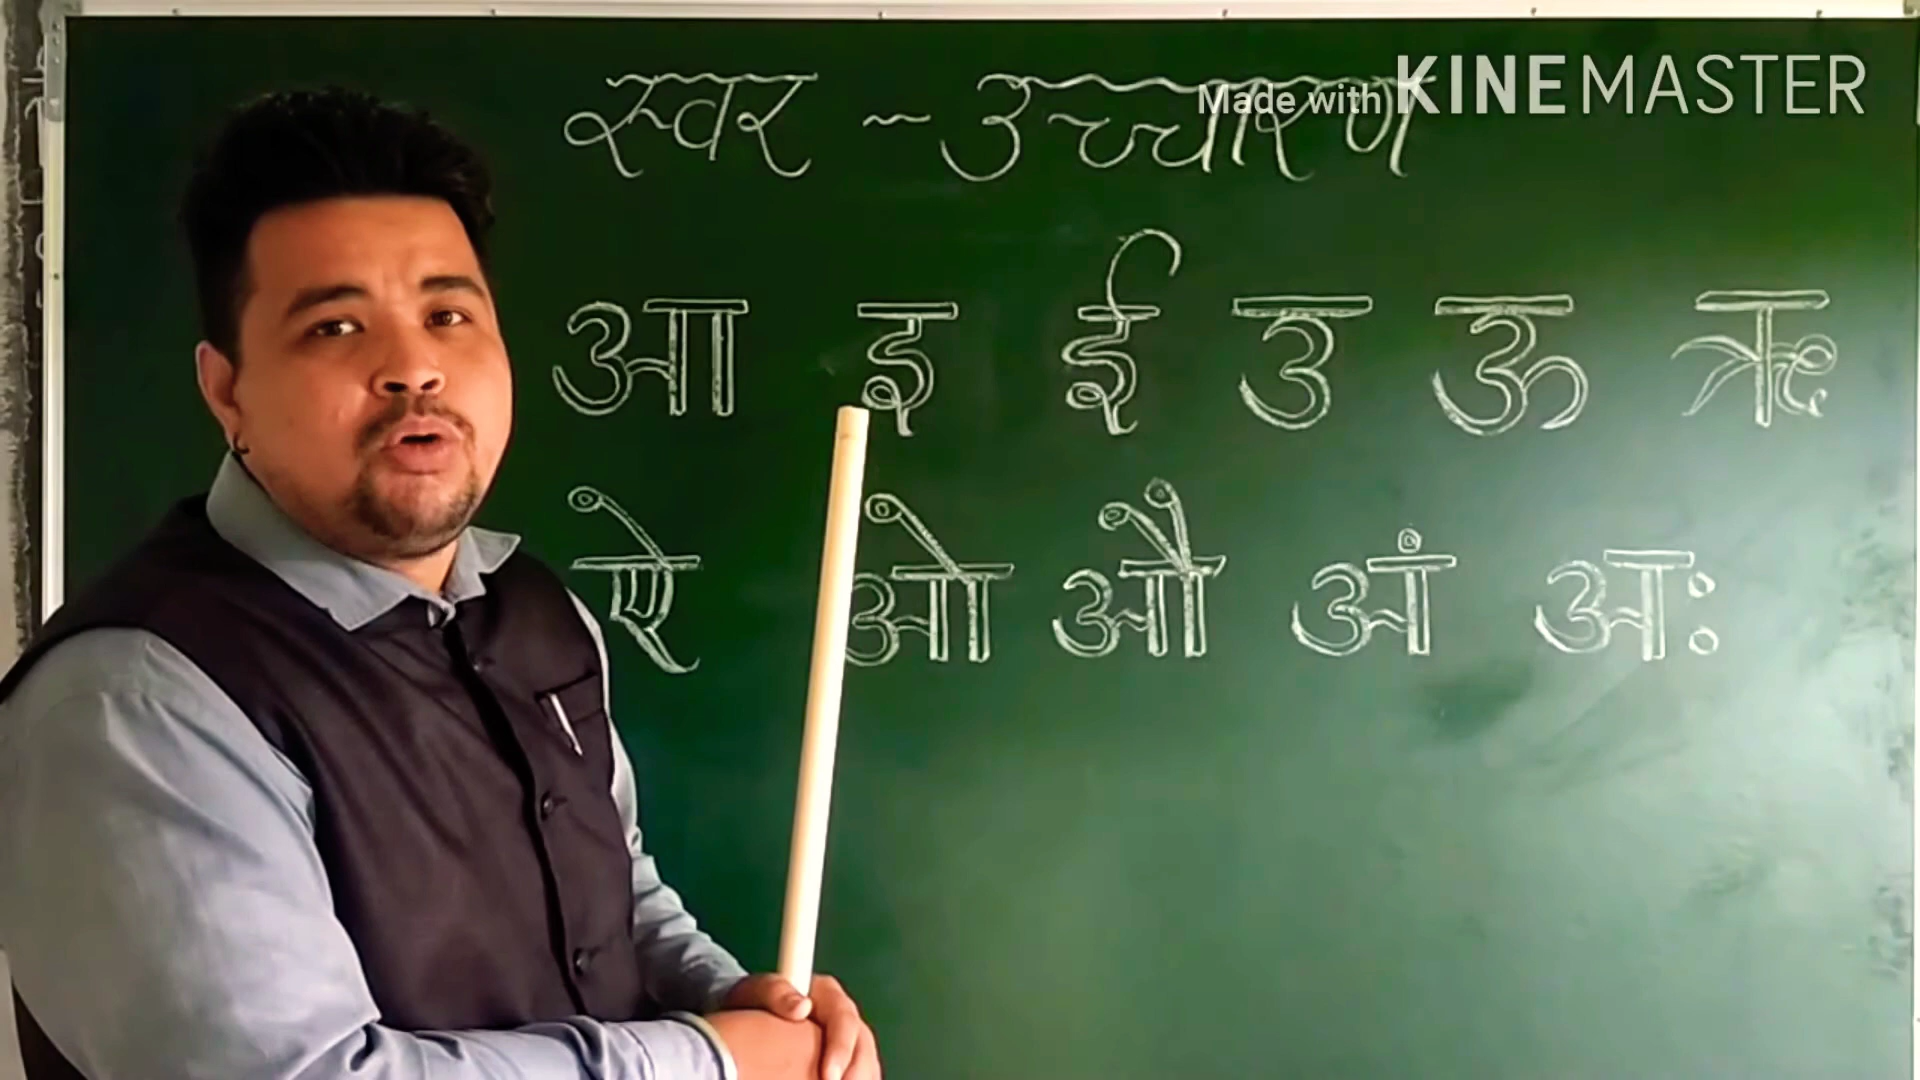 स्वर - उच्चारण
Made with KINEMASTER
आ इ ई उ ऊ ऋ
ऐ ओ औ अं अः